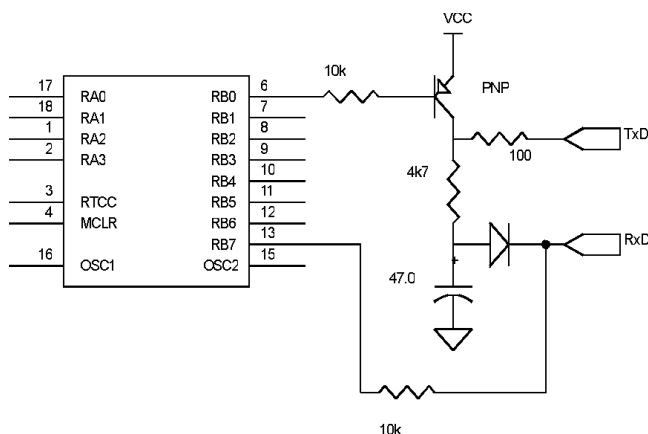 VCC
10k
PNP
17 RA0 RB0 6
18 RA1 RB1 7
1 RA2 RB2 8
2 RA3 RB3 9
RB4 10
3 RTCC RB5 11
4 MCLR RB6 12
RB7 13
16 OSC1 OSC2 15
TxD
100
4k7
RxD
+
47.0
10k